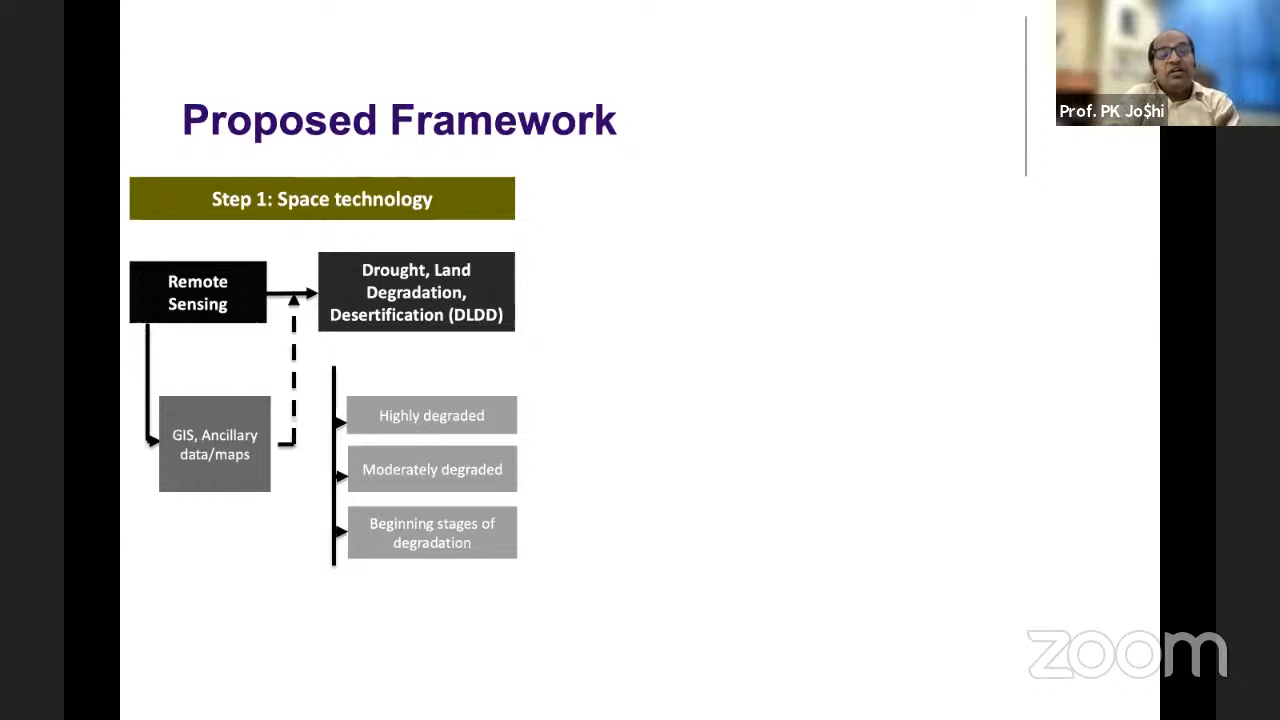 Proposed Framework
Prof. PK Jo$hi
Step 1: Space technology
Remote
Sensing
Drought, Land
Degradation,
Desertification (DLDD)
GIS, Ancillary
data/maps
Highly degraded
Moderately degraded
Beginning stages of
degradation
zoom